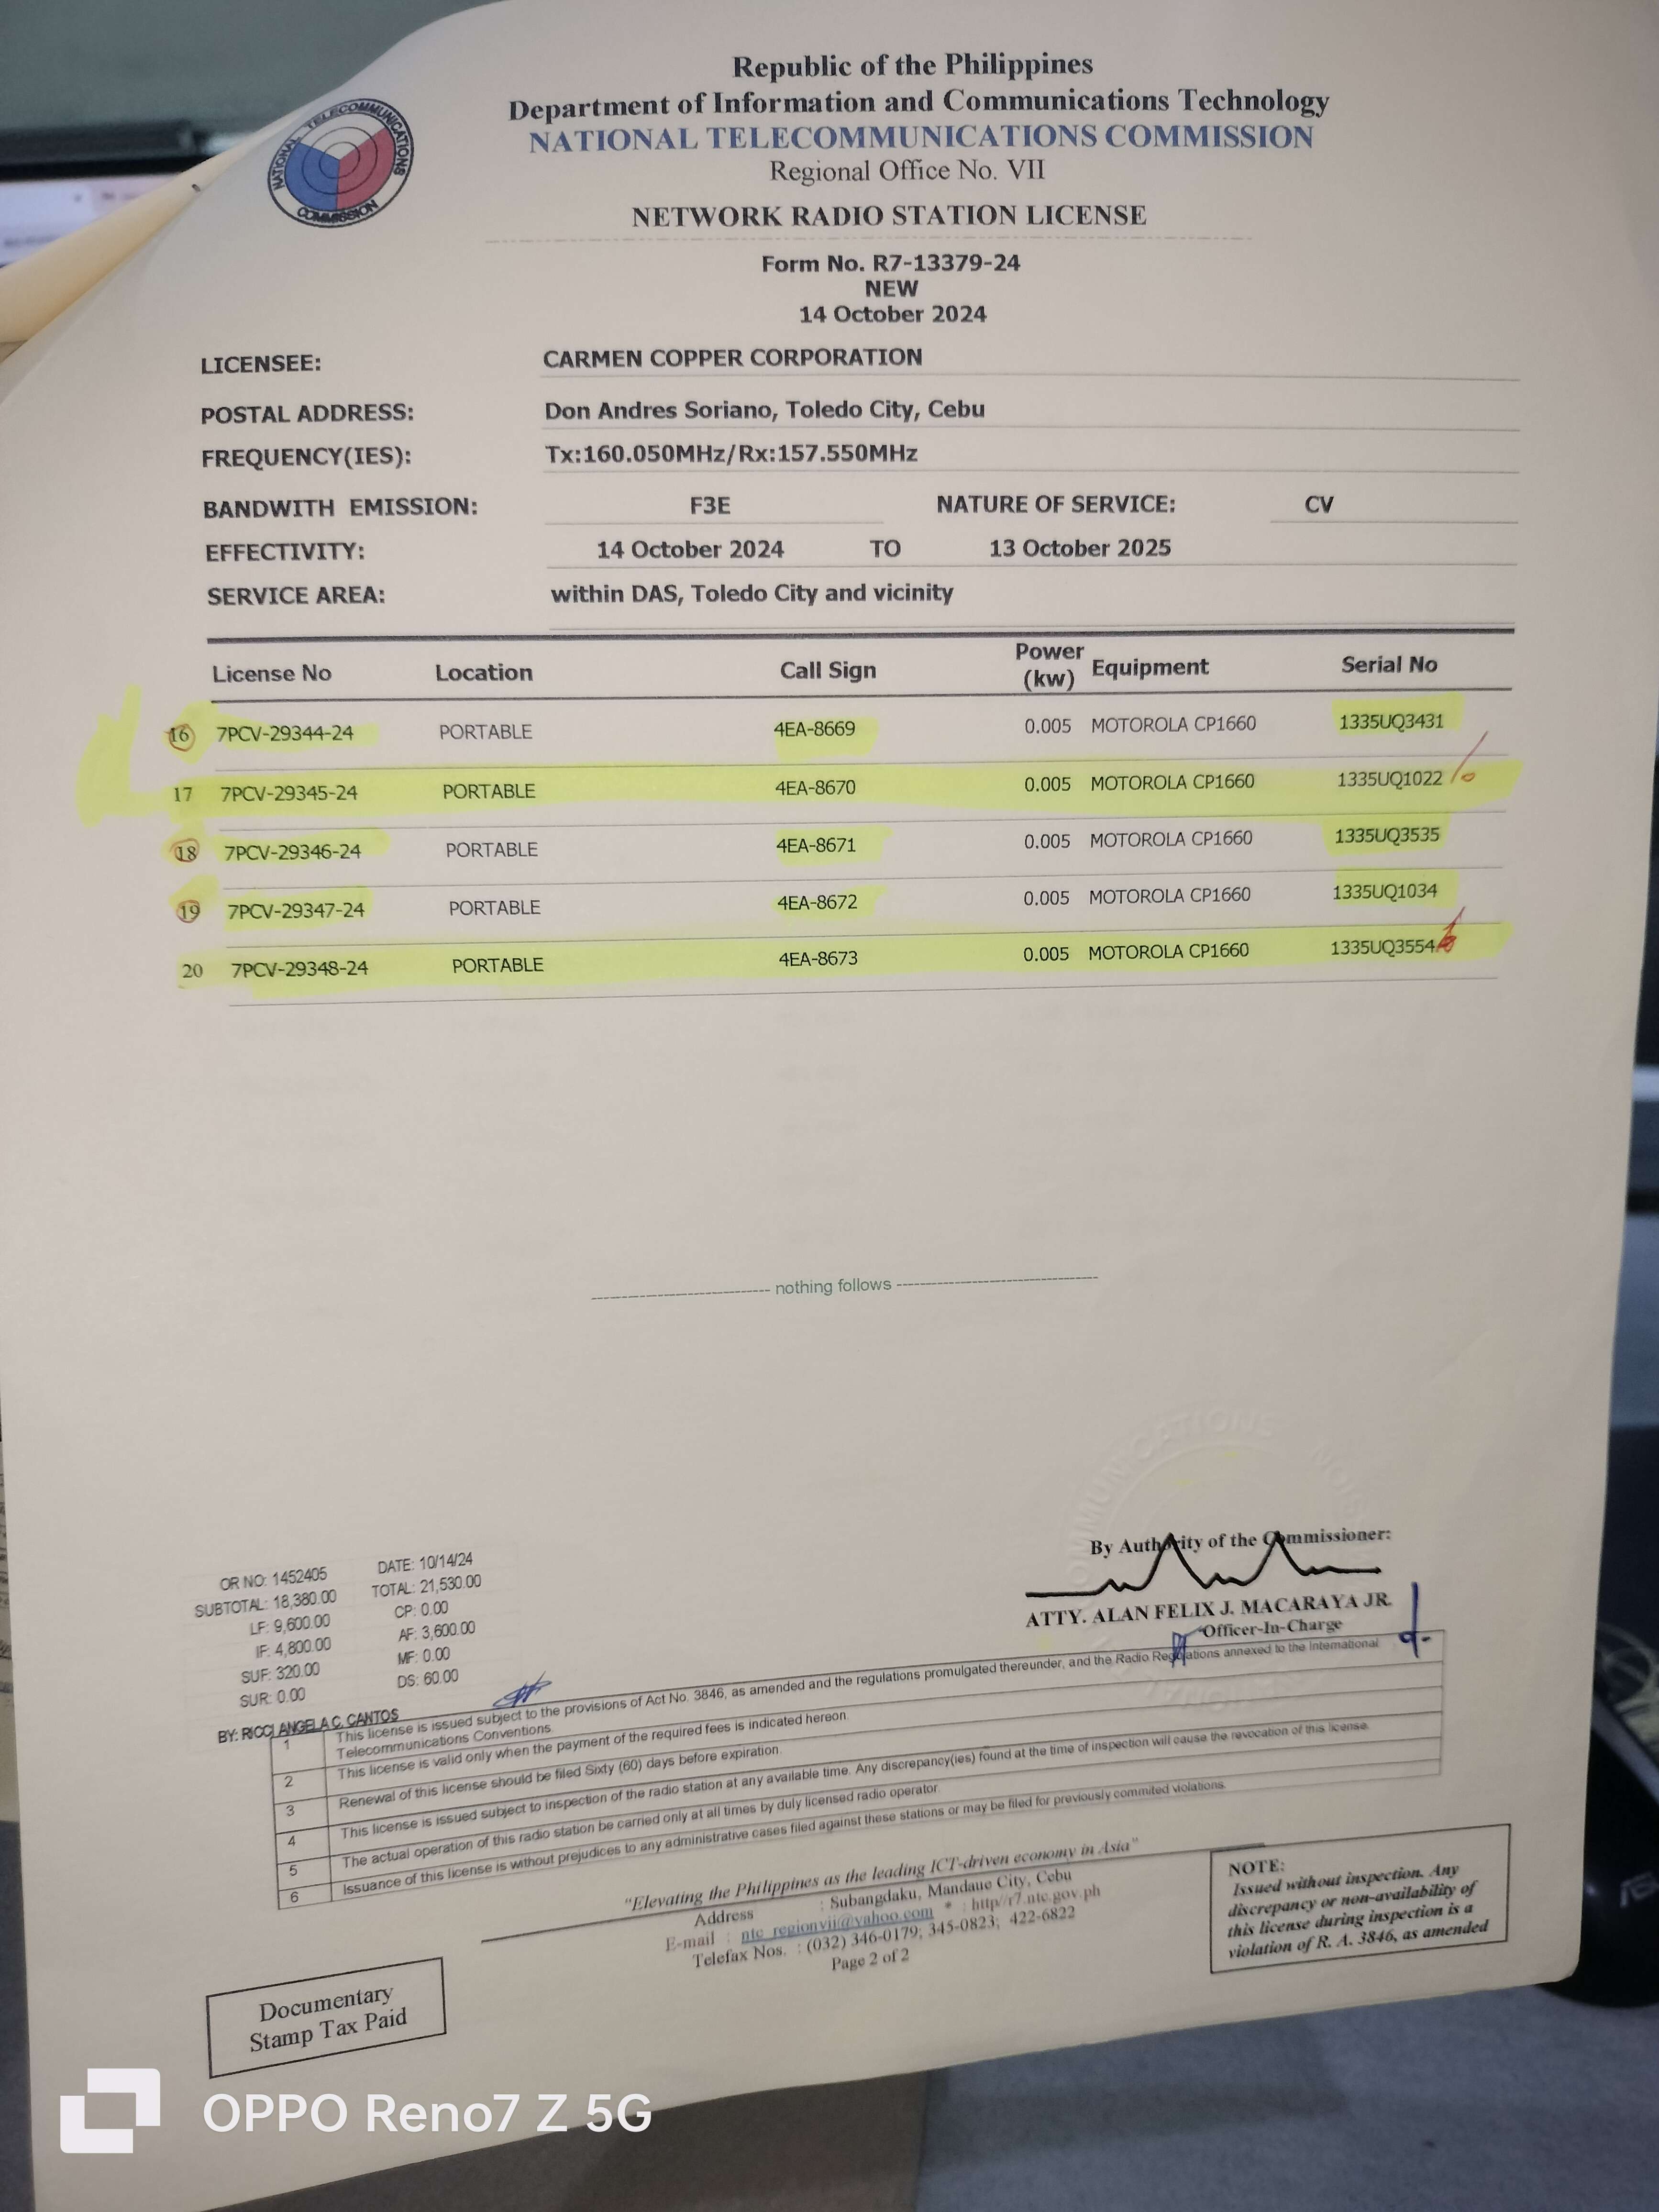 Republic of the Philippines
Department of Information and Communications Technology
NATIONAL TELECOMMUNICATIONS COMMISSION
Regional Office No. VII
NETWORK RADIO STATION LICENSE
NATIONAL TELECOMMUNICATIONS COMMISSION
Form No. R7-13379-24
NEW
14 October 2024
LICENSEE: CARMEN COPPER CORPORATION
POSTAL ADDRESS: Don Andres Soriano, Toledo City, Cebu
FREQUENCY(IES): Tx:160.050MHz/Rx:157.550MHz
BANDWITH EMISSION: F3E NATURE OF SERVICE: CV
EFFECTIVITY: 14 October 2024 TO 13 October 2025
SERVICE AREA: within DAS, Toledo City and vicinity
License No Location Call Sign Power (kw) Equipment Serial No
16 7PCV-29344-24 PORTABLE 4EA-8669 0.005 MOTOROLA CP1660 1335UQ3431
17 7PCV-29345-24 PORTABLE 4EA-8670 0.005 MOTOROLA CP1660 1335UQ1022
18 7PCV-29346-24 PORTABLE 4EA-8671 0.005 MOTOROLA CP1660 1335UQ3535
19 7PCV-29347-24 PORTABLE 4EA-8672 0.005 MOTOROLA CP1660 1335UQ1034
20 7PCV-29348-24 PORTABLE 4EA-8673 0.005 MOTOROLA CP1660 1335UQ3554
nothing follows
OR NO: 1452405 DATE: 10/14/24
SUBTOTAL: 18,380.00 TOTAL: 21,530.00
LF: 9,600.00 CP: 0.00
IF: 4,800.00 AF: 3,600.00
SUF: 320.00 MF: 0.00
SUR: 0.00 DS: 60.00
BY: RICCI ANGELA C. CANTOS
By Authority of the Commissioner:
ATTY. ALAN FELIX J. MACARAYA JR.
Officer-In-Charge
1 This license is issued subject to the provisions of Act No. 3846, as amended and the regulations promulgated thereunder, and the Radio Regulations annexed to the International
Telecommunications Conventions.
2 This license is valid only when the payment of the required fees is indicated hereon.
3 Renewal of this license should be filed Sixty (60) days before expiration.
4 This license is issued subject to inspection of the radio station at any available time. Any discrepancy(ies) found at the time of inspection will cause the revocation of this license.
5 The actual operation of this radio station be carried only at all times by duly licensed radio operator.
6 Issuance of this license is without prejudices to any administrative cases filed against these stations or may be filed for previously commited violations.
"Elevating the Philippines as the leading ICT-driven economy in Asia"
Address : Subangdaku, Mandaue City, Cebu
E-mail : ntc_regionvii@yahoo.com * : http//r7.ntc.gov.ph
Telefax Nos. : (032) 346-0179; 345-0823; 422-6822
Page 2 of 2
NOTE:
Issued without inspection. Any
discrepancy or non-availability of
this license during inspection is a
violation of R. A. 3846, as amended
Documentary
Stamp Tax Paid
OPPO Reno7 Z 5G